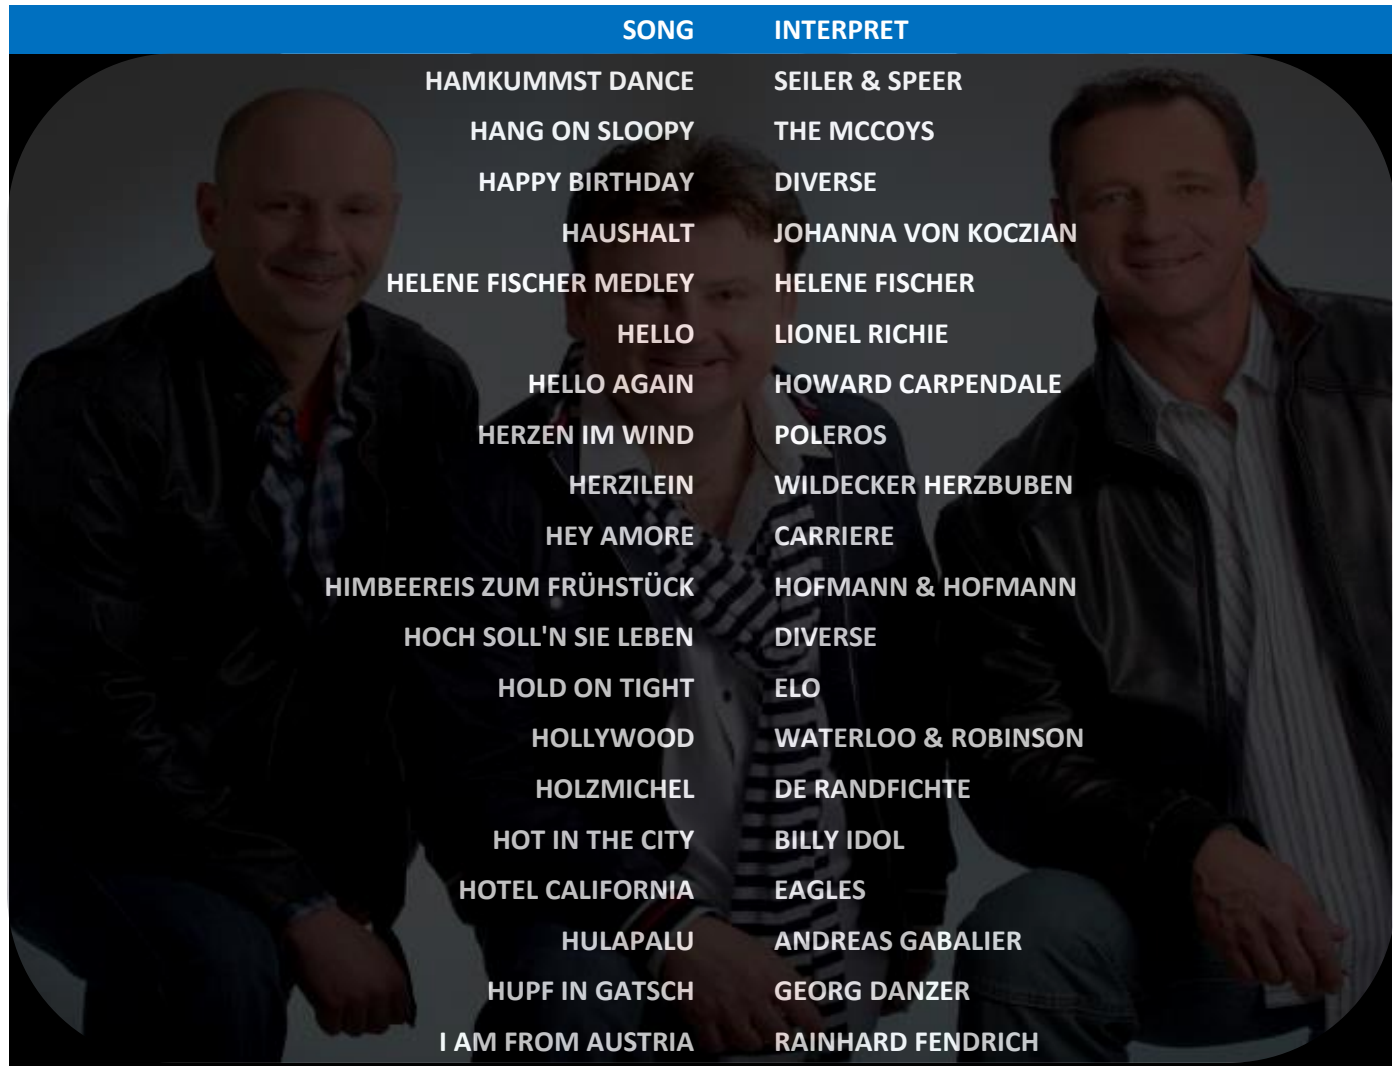 SONG INTERPRET
HAMKUMMST DANCE SEILER & SPEER
HANG ON SLOOPY THE MCCOYS
HAPPY BIRTHDAY DIVERSE
HAUSHALT JOHANNA VON KOCZIAN
HELENE FISCHER MEDLEY HELENE FISCHER
HELLO LIONEL RICHIE
HELLO AGAIN HOWARD CARPENDALE
HERZEN IM WIND POLEROS
HERZILEIN WILDECKER HERZBUBEN
HEY AMORE CARRIERE
HIMBEEREIS ZUM FRÜHSTÜCK HOFMANN & HOFMANN
HOCH SOLL'N SIE LEBEN DIVERSE
HOLD ON TIGHT ELO
HOLLYWOOD WATERLOO & ROBINSON
HOLZMICHEL DE RANDFICHTE
HOT IN THE CITY BILLY IDOL
HOTEL CALIFORNIA EAGLES
HULAPALU ANDREAS GABALIER
HUPF IN GATSCH GEORG DANZER
I AM FROM AUSTRIA RAINHARD FENDRICH